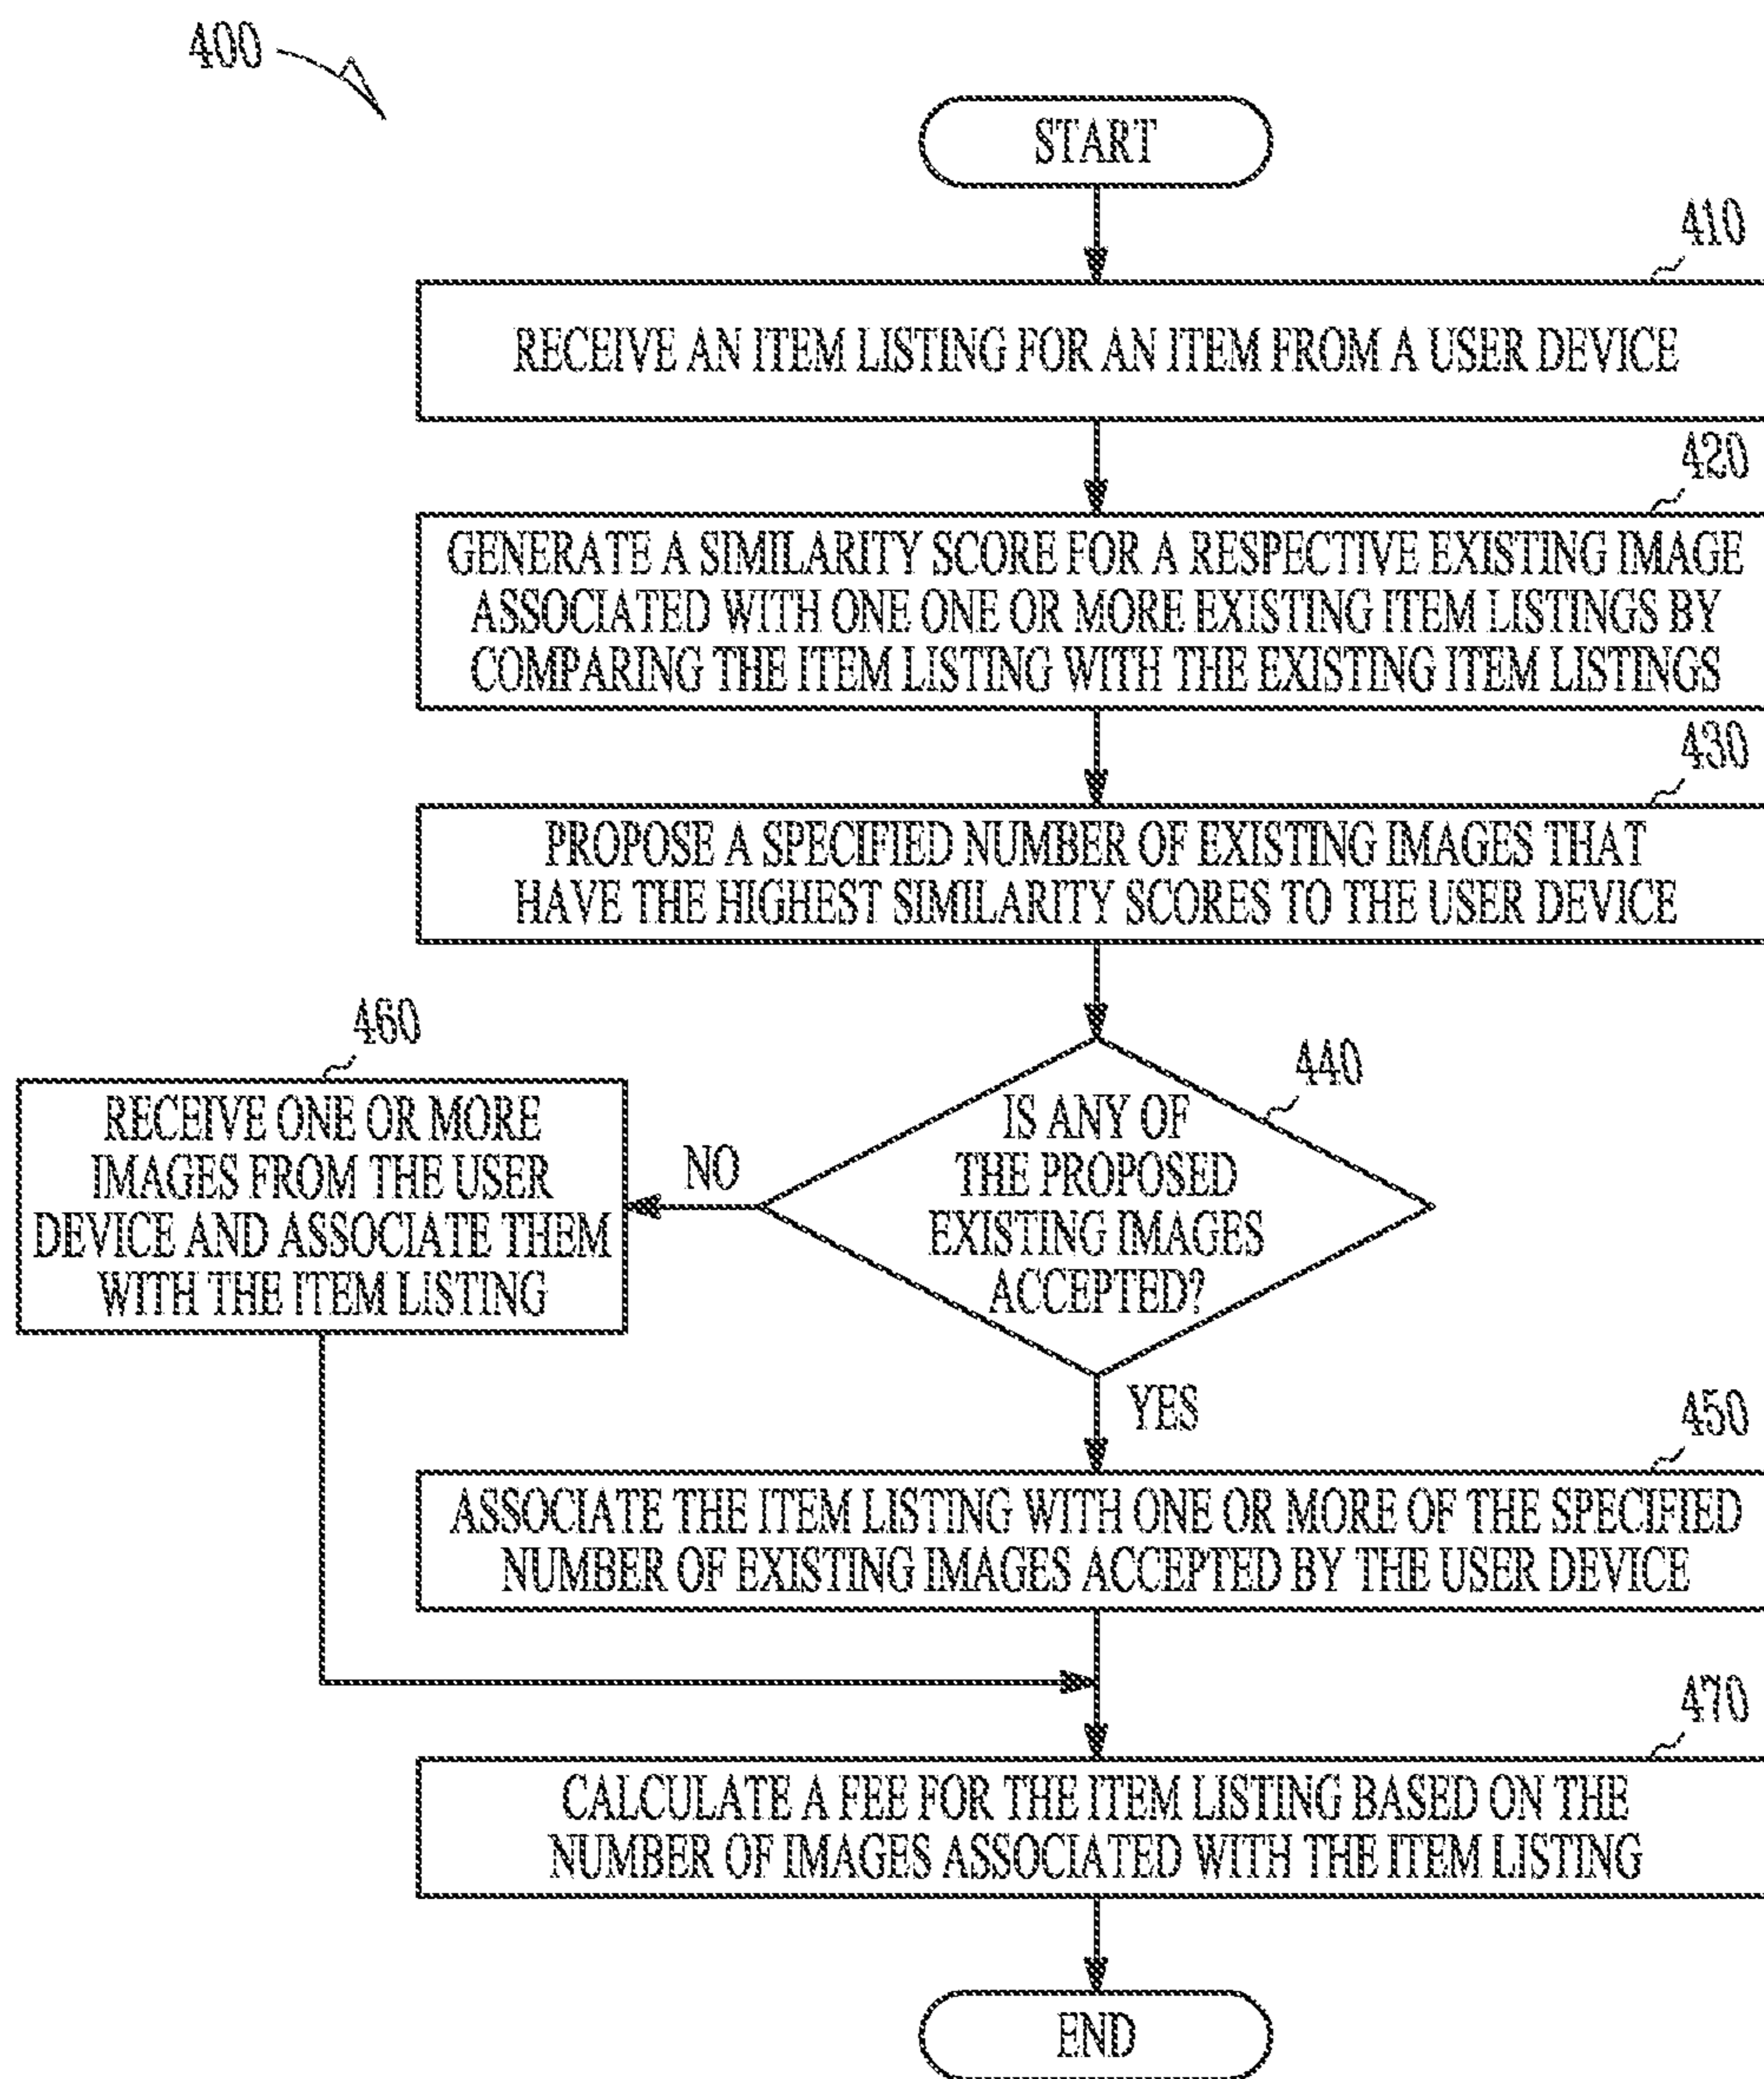 400
START
410
RECEIVE AN ITEM LISTING FOR AN ITEM FROM A USER DEVICE
420
GENERATE A SIMILARITY SCORE FOR A RESPECTIVE EXISTING IMAGE
ASSOCIATED WITH ONE ONE OR MORE EXISTING ITEM LISTINGS BY
COMPARING THE ITEM LISTING WITH THE EXISTING ITEM LISTINGS
430
PROPOSE A SPECIFIED NUMBER OF EXISTING IMAGES THAT
HAVE THE HIGHEST SIMILARITY SCORES TO THE USER DEVICE
440
IS ANY OF
THE PROPOSED
EXISTING IMAGES
ACCEPTED?
NO
460
RECEIVE ONE OR MORE
IMAGES FROM THE USER
DEVICE AND ASSOCIATE THEM
WITH THE ITEM LISTING
YES
450
ASSOCIATE THE ITEM LISTING WITH ONE OR MORE OF THE SPECIFIED
NUMBER OF EXISTING IMAGES ACCEPTED BY THE USER DEVICE
470
CALCULATE A FEE FOR THE ITEM LISTING BASED ON THE
NUMBER OF IMAGES ASSOCIATED WITH THE ITEM LISTING
END